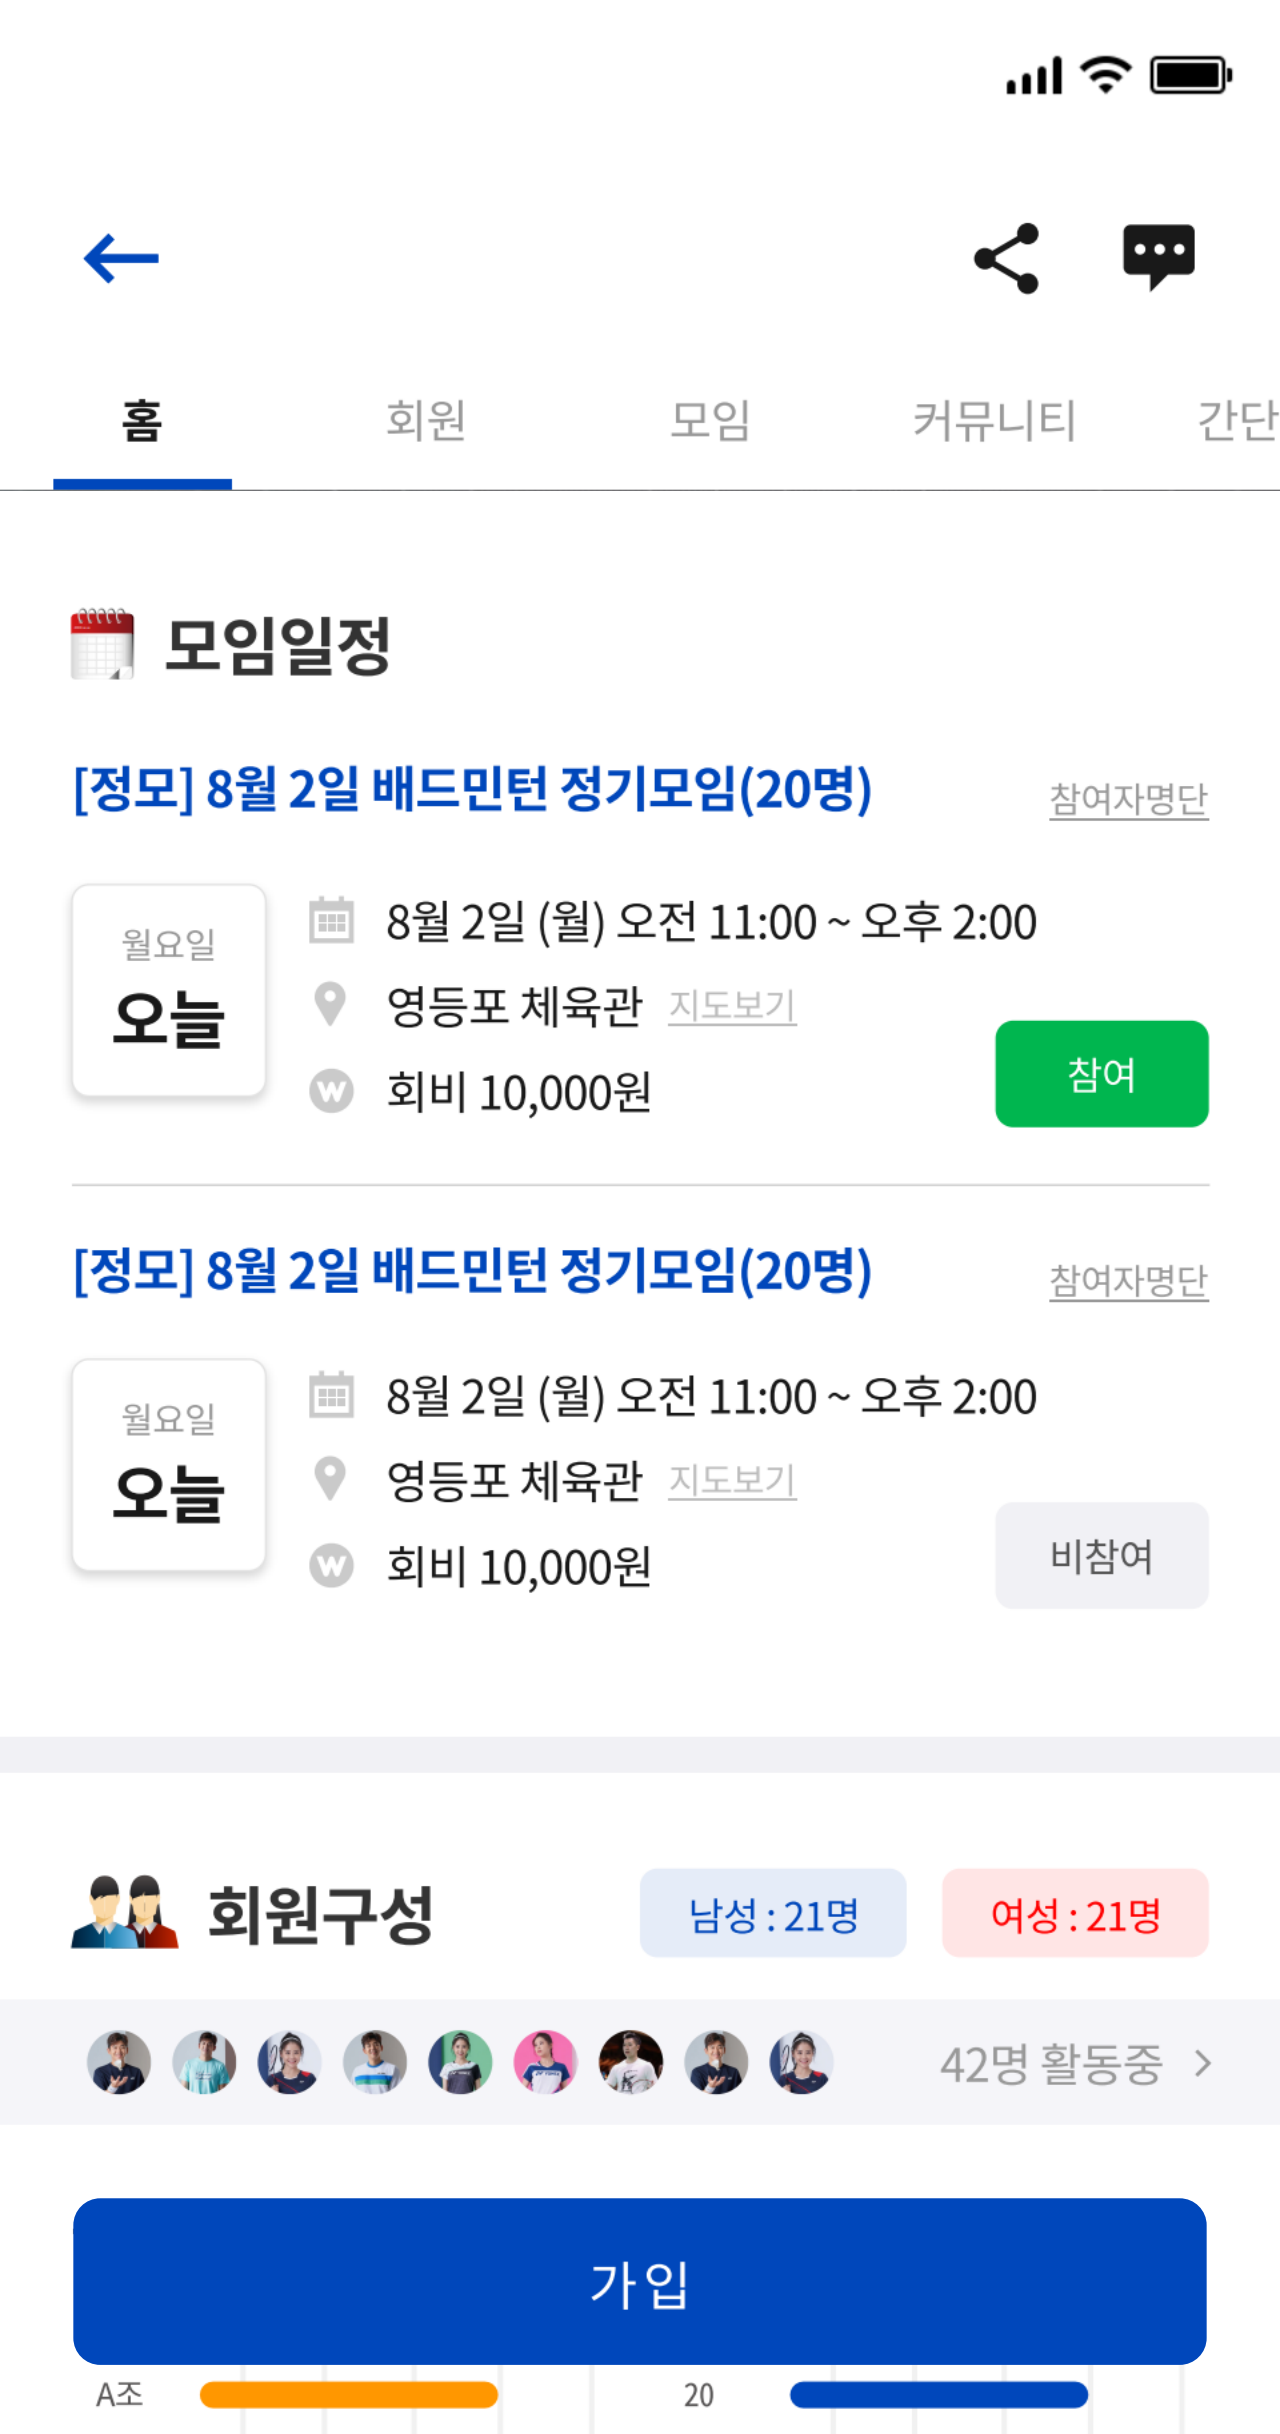 홈 회원 모임 커뮤니티 간단
모임일정
[정모] 8월 2일 배드민턴 정기모임(20명) 참여자명단
월요일
오늘
8월 2일 (월) 오전 11:00 ~ 오후 2:00
영등포 체육관 지도보기
회비 10,000원
참여
[정모] 8월 2일 배드민턴 정기모임(20명) 참여자명단
월요일
오늘
8월 2일 (월) 오전 11:00 ~ 오후 2:00
영등포 체육관 지도보기
회비 10,000원
비참여
회원구성 남성 : 21명 여성 : 21명
42명 활동중
가입
A조 20